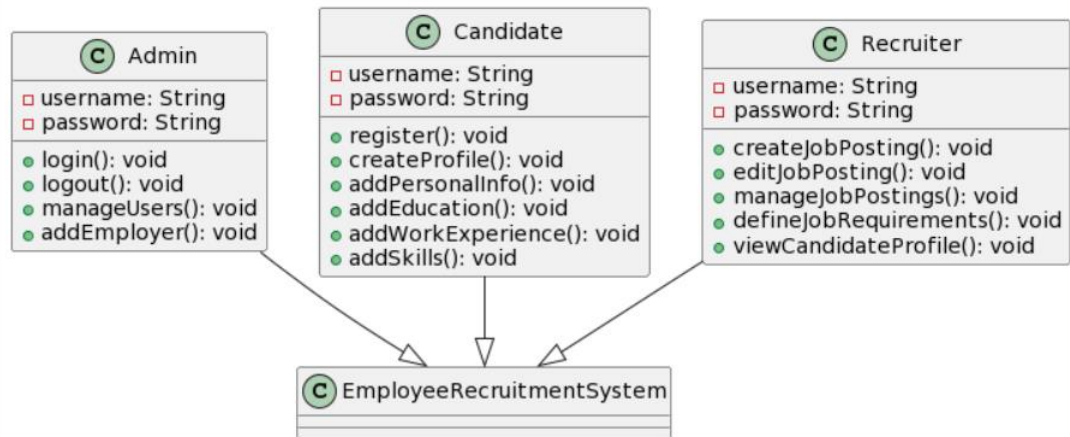 C Admin
username: String
password: String
login(): void
logout(): void
manageUsers(): void
addEmployer(): void
C Candidate
username: String
password: String
register(): void
createProfile(): void
addPersonalInfo(): void
addEducation(): void
addWorkExperience(): void
addSkills(): void
C Recruiter
username: String
password: String
createJobPosting(): void
editJobPosting(): void
manageJobPostings(): void
defineJobRequirements(): void
viewCandidateProfile(): void
C EmployeeRecruitmentSystem